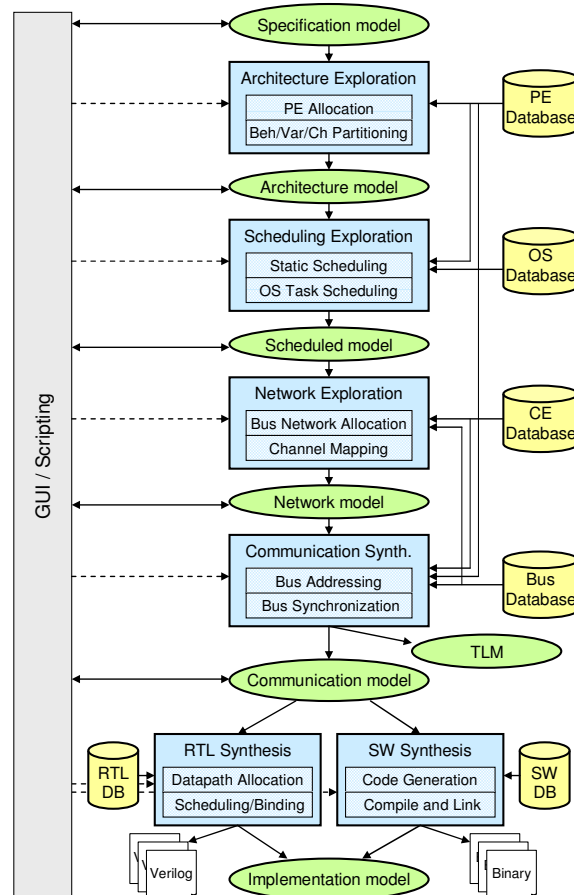 Specification model
Architecture Exploration
PE Allocation
Beh/Var/Ch Partitioning
PE
Database
Architecture model
Scheduling Exploration
Static Scheduling
OS Task Scheduling
OS
Database
Scheduled model
GUI / Scripting
Network Exploration
Bus Network Allocation
Channel Mapping
CE
Database
Network model
Communication Synth.
Bus Addressing
Bus Synchronization
Bus
Database
TLM
Communication model
RTL
DB
RTL Synthesis
Datapath Allocation
Scheduling/Binding
SW Synthesis
Code Generation
Compile and Link
SW
DB
Verilog
Implementation model
Binary